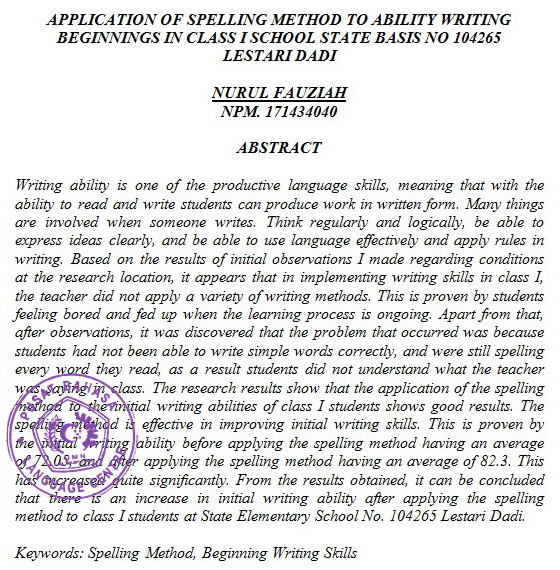 APPLICATION OF SPELLING METHOD TO ABILITY WRITING
BEGINNINGS IN CLASS I SCHOOL STATE BASIS NO 104265
LESTARI DADI
NURUL FAUZIAH
NPM. 171434040
ABSTRACT
Writing ability is one of the productive language skills, meaning that with the
ability to read and write students can produce work in written form. Many things
are involved when someone writes. Think regularly and logically, be able to
express ideas clearly, and be able to use language effectively and apply rules in
writing. Based on the results of initial observations I made regarding conditions
at the research location, it appears that in implementing writing skills in class I,
the teacher did not apply a variety of writing methods. This is proven by students
feeling bored and fed up when the learning process is ongoing. Apart from that,
after observations, it was discovered that the problem that occurred was because
students had not been able to write simple words correctly, and were still spelling
every word they read, as a result students did not understand what the teacher
was saying in class. The research results show that the application of the spelling
method to the initial writing abilities of class I students shows good results. The
spelling method is effective in improving initial writing skills. This is proven by
the initial writing ability before applying the spelling method having an average
of 72.03, and after applying the spelling method having an average of 82.3. This
has increased quite significantly. From the results obtained, it can be concluded
that there is an increase in initial writing ability after applying the spelling
method to class I students at State Elementary School No. 104265 Lestari Dadi.
Keywords: Spelling Method, Beginning Writing Skills
PUSAT BAHASA
LANGUAGE CENTRE